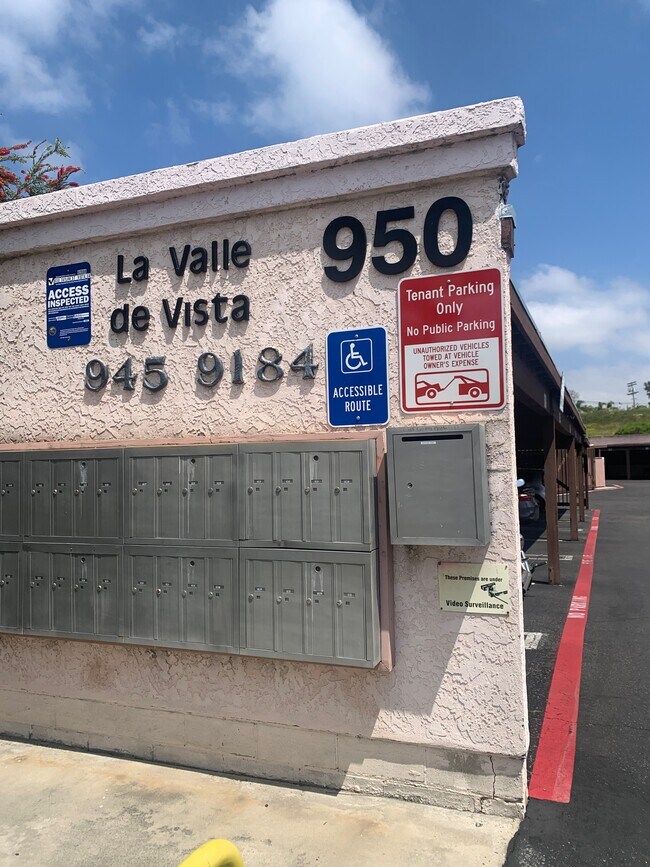 950
La Valle
de Vista
945 9184
ACCESS
INSPECTED
ACCESSIBLE
ROUTE
Tenant Parking
Only
No Public Parking
UNAUTHORIZED VEHICLES
TOWED AT VEHICLE
OWNER'S EXPENSE
These Premises are under
Video Surveillance